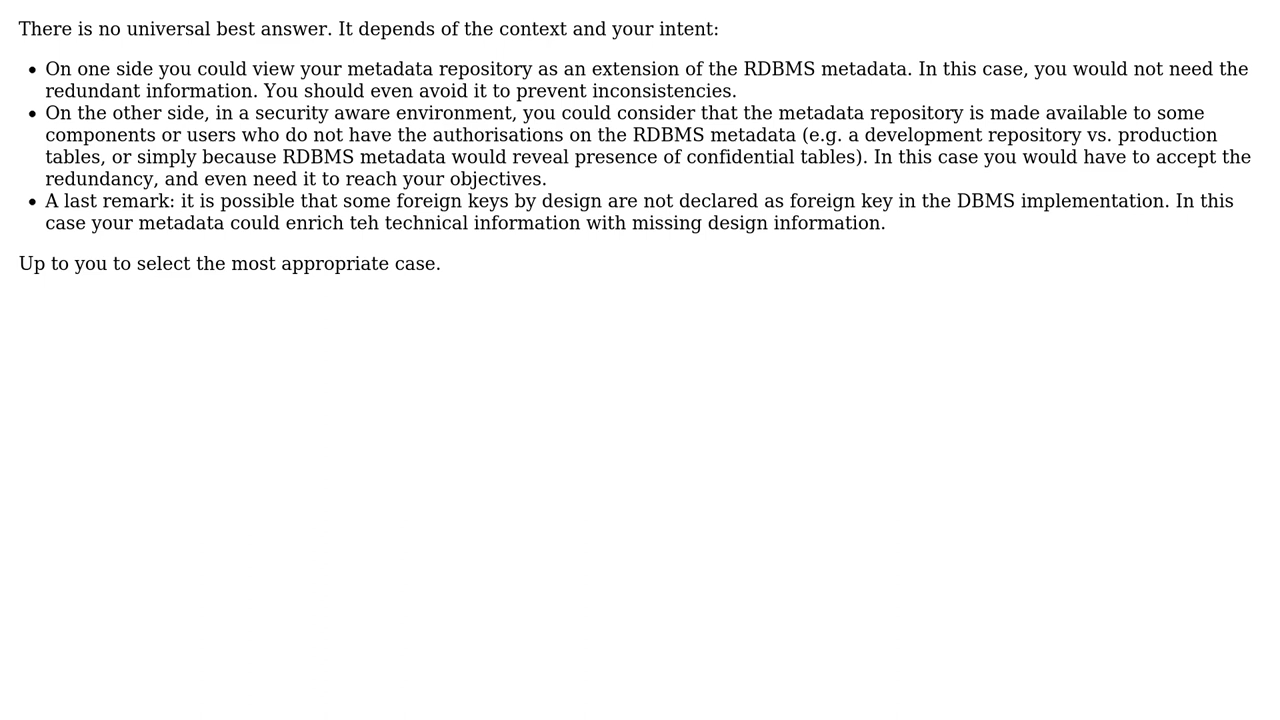 There is no universal best answer. It depends of the context and your intent:
• On one side you could view your metadata repository as an extension of the RDBMS metadata. In this case, you would not need the
redundant information. You should even avoid it to prevent inconsistencies.
• On the other side, in a security aware environment, you could consider that the metadata repository is made available to some
components or users who do not have the authorisations on the RDBMS metadata (e.g. a development repository vs. production
tables, or simply because RDBMS metadata would reveal presence of confidential tables). In this case you would have to accept the
redundancy, and even need it to reach your objectives.
• A last remark: it is possible that some foreign keys by design are not declared as foreign key in the DBMS implementation. In this
case your metadata could enrich teh technical information with missing design information.
Up to you to select the most appropriate case.